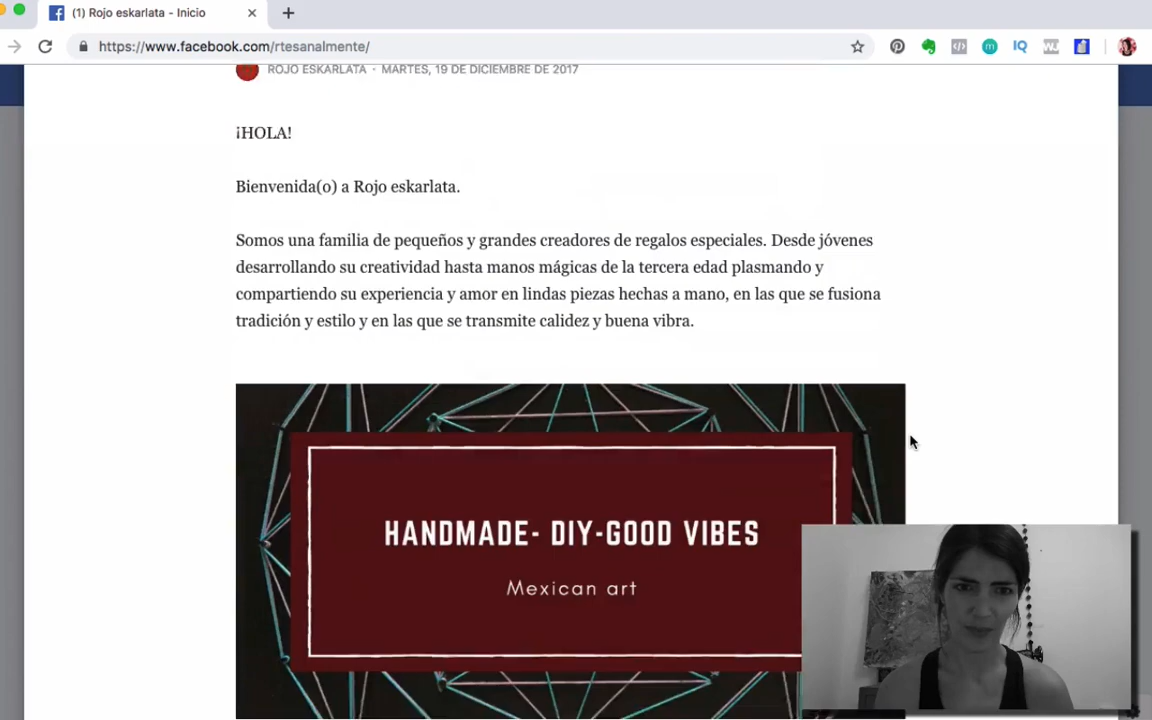 (1) Rojo eskarlata - Inicio
https://www.facebook.com/rtesanalmente/
IQ
ROJO ESKARLATA · MARTES, 19 DE DICIEMBRE DE 2017
¡HOLA!
Bienvenida(o) a Rojo eskarlata.
Somos una familia de pequeños y grandes creadores de regalos especiales. Desde jóvenes
desarrollando su creatividad hasta manos mágicas de la tercera edad plasmando y
compartiendo su experiencia y amor en lindas piezas hechas a mano, en las que se fusiona
tradición y estilo y en las que se transmite calidez y buena vibra.
HANDMADE- DIY-GOOD VIBES
Mexican art